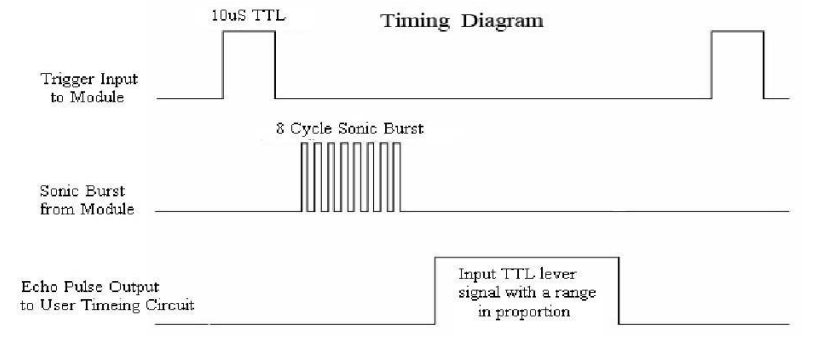 10uS TTL
Timing Diagram
Trigger Input
to Module
8 Cycle Sonic Burst
Sonic Burst
from Module
Echo Pulse Output
to User Timeing Circuit
Input TTL lever
signal with a range
in proportion